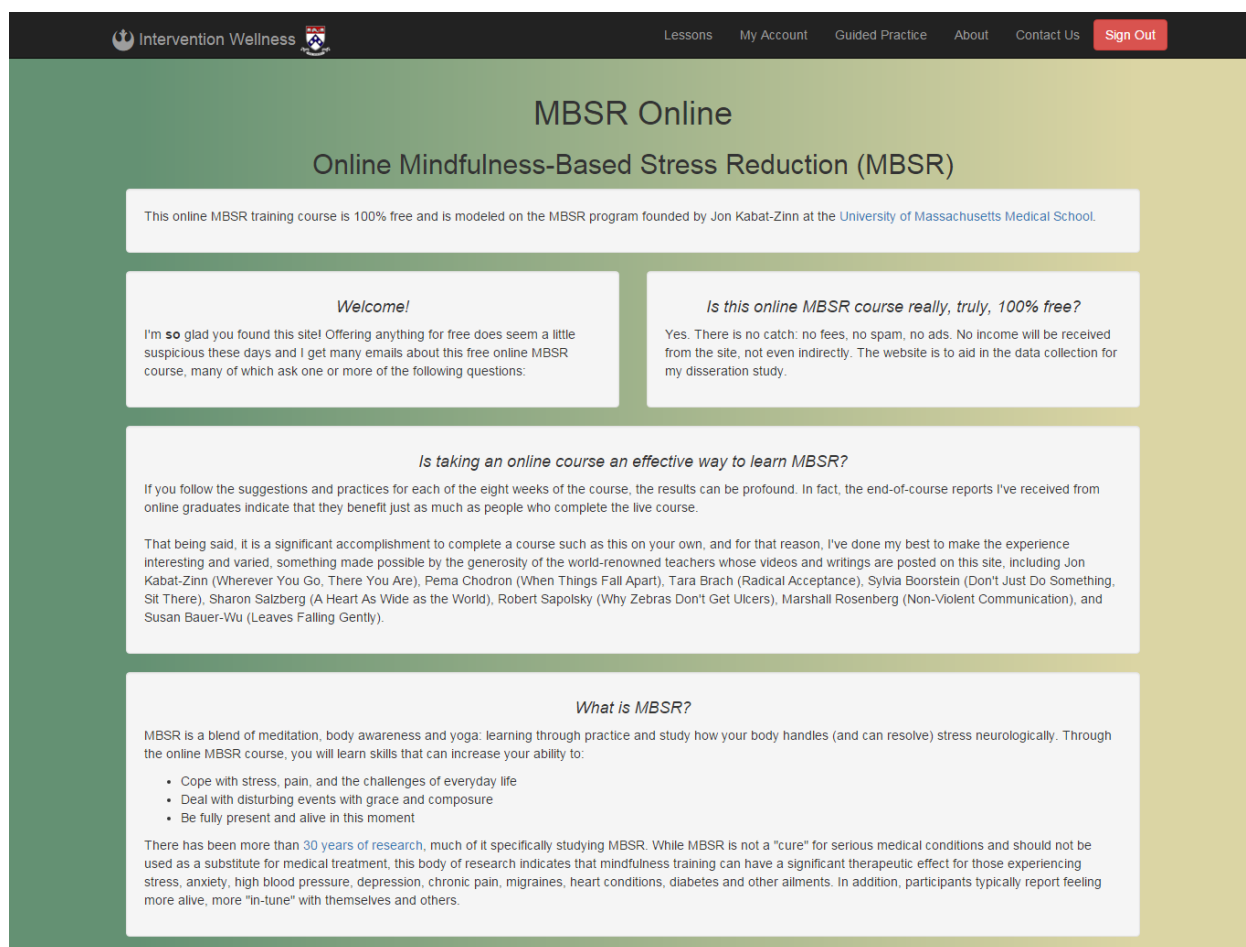 Intervention Wellness
Lessons My Account Guided Practice About Contact Us Sign Out
MBSR Online
Online Mindfulness-Based Stress Reduction (MBSR)
This online MBSR training course is 100% free and is modeled on the MBSR program founded by Jon Kabat-Zinn at the University of Massachusetts Medical School.
Welcome!
I'm so glad you found this site! Offering anything for free does seem a little
suspicious these days and I get many emails about this free online MBSR
course, many of which ask one or more of the following questions:
Is this online MBSR course really, truly, 100% free?
Yes. There is no catch: no fees, no spam, no ads. No income will be received
from the site, not even indirectly. The website is to aid in the data collection for
my disseration study.
Is taking an online course an effective way to learn MBSR?
If you follow the suggestions and practices for each of the eight weeks of the course, the results can be profound. In fact, the end-of-course reports I've received from
online graduates indicate that they benefit just as much as people who complete the live course.
That being said, it is a significant accomplishment to complete a course such as this on your own, and for that reason, I've done my best to make the experience
interesting and varied, something made possible by the generosity of the world-renowned teachers whose videos and writings are posted on this site, including Jon
Kabat-Zinn (Wherever You Go, There You Are), Pema Chodron (When Things Fall Apart), Tara Brach (Radical Acceptance), Sylvia Boorstein (Don't Just Do Something,
Sit There), Sharon Salzberg (A Heart As Wide as the World), Robert Sapolsky (Why Zebras Don't Get Ulcers), Marshall Rosenberg (Non-Violent Communication), and
Susan Bauer-Wu (Leaves Falling Gently).
What is MBSR?
MBSR is a blend of meditation, body awareness and yoga: learning through practice and study how your body handles (and can resolve) stress neurologically. Through
the online MBSR course, you will learn skills that can increase your ability to:
• Cope with stress, pain, and the challenges of everyday life
• Deal with disturbing events with grace and composure
• Be fully present and alive in this moment
There has been more than 30 years of research, much of it specifically studying MBSR. While MBSR is not a "cure" for serious medical conditions and should not be
used as a substitute for medical treatment, this body of research indicates that mindfulness training can have a significant therapeutic effect for those experiencing
stress, anxiety, high blood pressure, depression, chronic pain, migraines, heart conditions, diabetes and other ailments. In addition, participants typically report feeling
more alive, more "in-tune" with themselves and others.